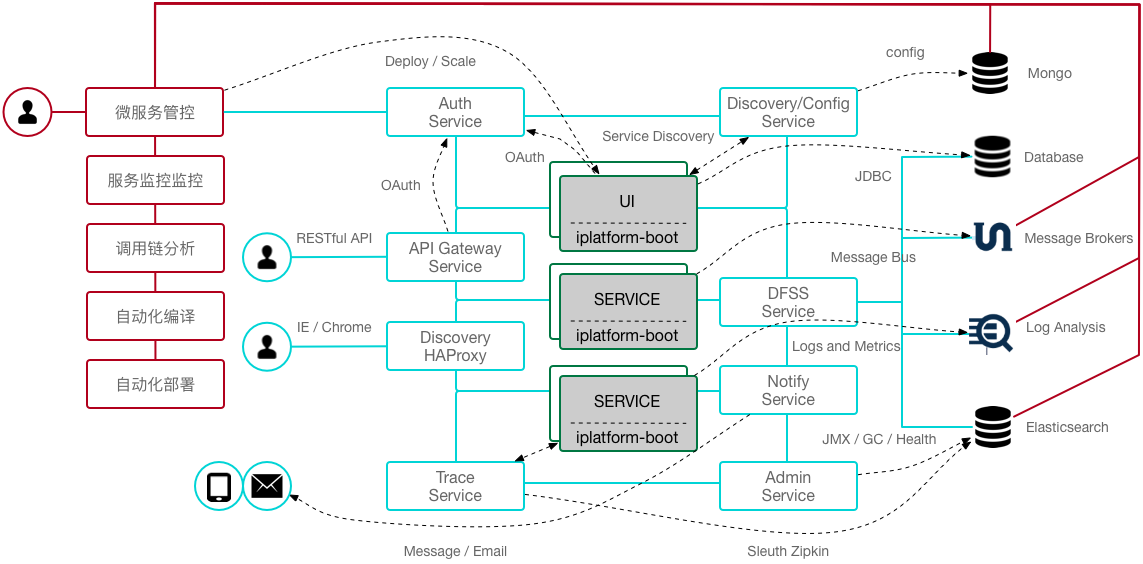 config
Mongo
Deploy / Scale
微服务管控
Auth
Service
Discovery/Config
Service
Service Discovery
OAuth
Database
服务监控监控
OAuth
JDBC
UI
iplatform-boot
RESTful API
调用链分析
API Gateway
Service
Message Brokers
Message Bus
自动化编译
SERVICE
iplatform-boot
DFSS
Service
IE / Chrome
Discovery
HAProxy
Log Analysis
Logs and Metrics
自动化部署
SERVICE
iplatform-boot
Notify
Service
Elasticsearch
JMX / GC / Health
Trace
Service
Admin
Service
Message / Email
Sleuth Zipkin